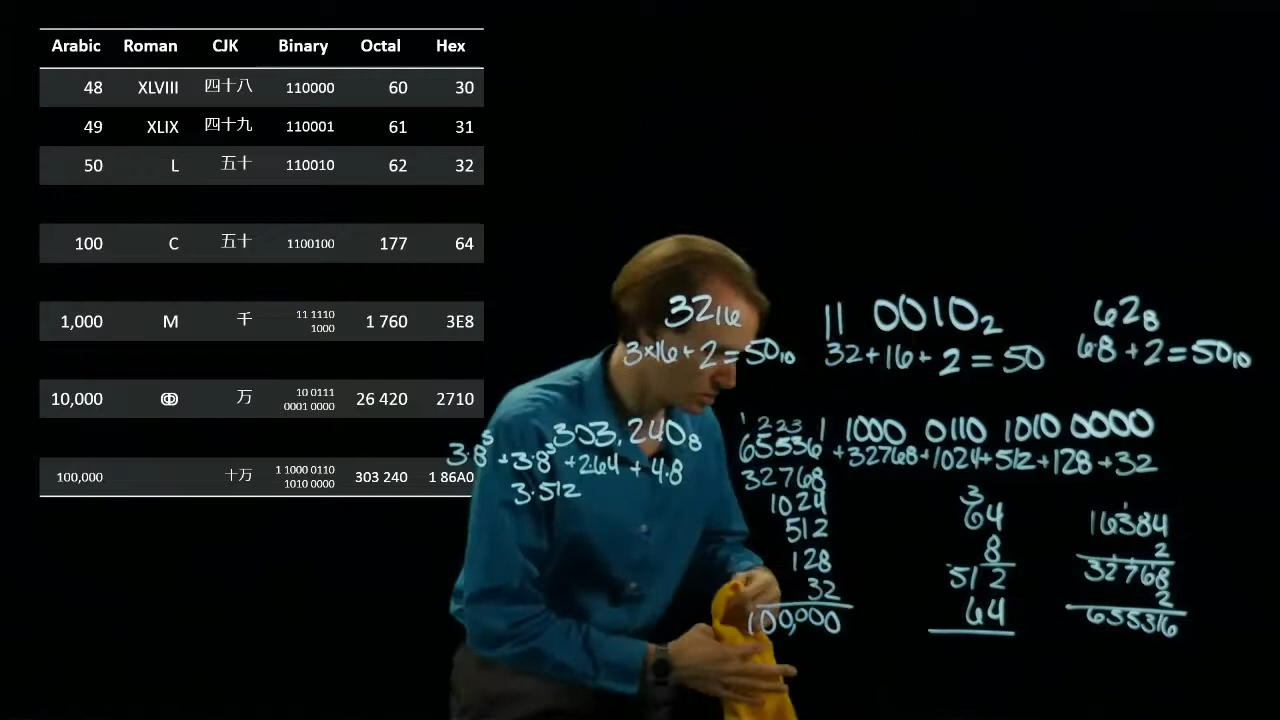 Arabic Roman CJK Binary Octal Hex
48 XLVIII 四十八 110000 60 30
49 XLIX 四十九 110001 61 31
50 L 五十 110010 62 32
100 C 五十 1100100 177 64
1,000 M 千 11 1110 1000 1 760 3E8
10,000 ↂ 万 10 0111 0001 0000 26 420 2710
100,000 十万 1 1000 0110 1010 0000 303 240 1 86A0
32₁₆ 11 0010₂ 62₈
3×16+2=50₁₀ 32+16+2=50 6·8+2=50₁₀
303,240₈
3·8⁵+3·8³+2·64+4·8
3·512
1 1000 0110 1010 0000
1 223
65536+32768+1024+512+128+32
32768
1024
512
128
32
100,000
3
64
8
512
64
1
16384
2
32768
2
655316